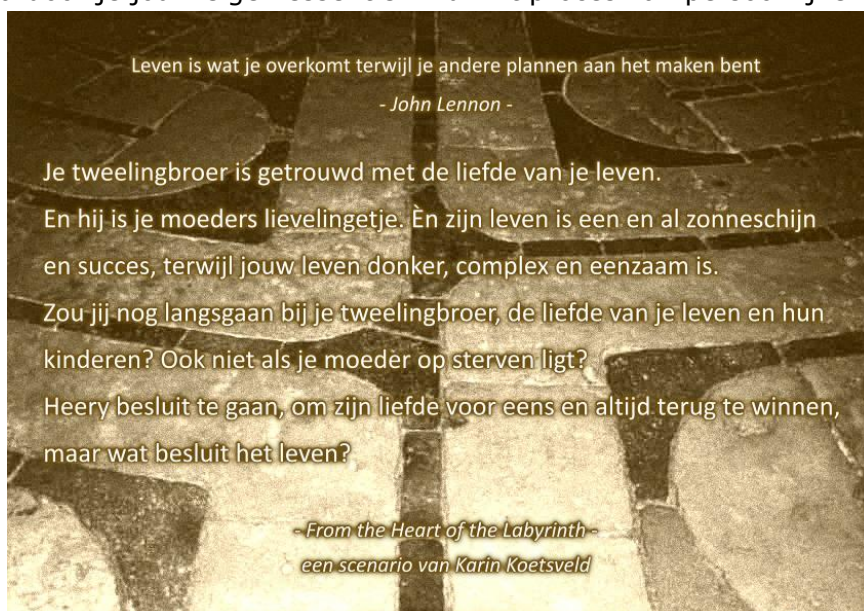 Leven is wat je overkomt terwijl je andere plannen aan het maken bent
- John Lennon -
Je tweelingbroer is getrouwd met de liefde van je leven.
En hij is je moeders lievelingetje. Èn zijn leven is een en al zonneschijn
en succes, terwijl jouw leven donker, complex en eenzaam is.
Zou jij nog langsgaan bij je tweelingbroer, de liefde van je leven en hun
kinderen? Ook niet als je moeder op sterven ligt?
Heery besluit te gaan, om zijn liefde voor eens en altijd terug te winnen,
maar wat besluit het leven?
- From the Heart of the Labyrinth -
een scenario van Karin Koetsveld